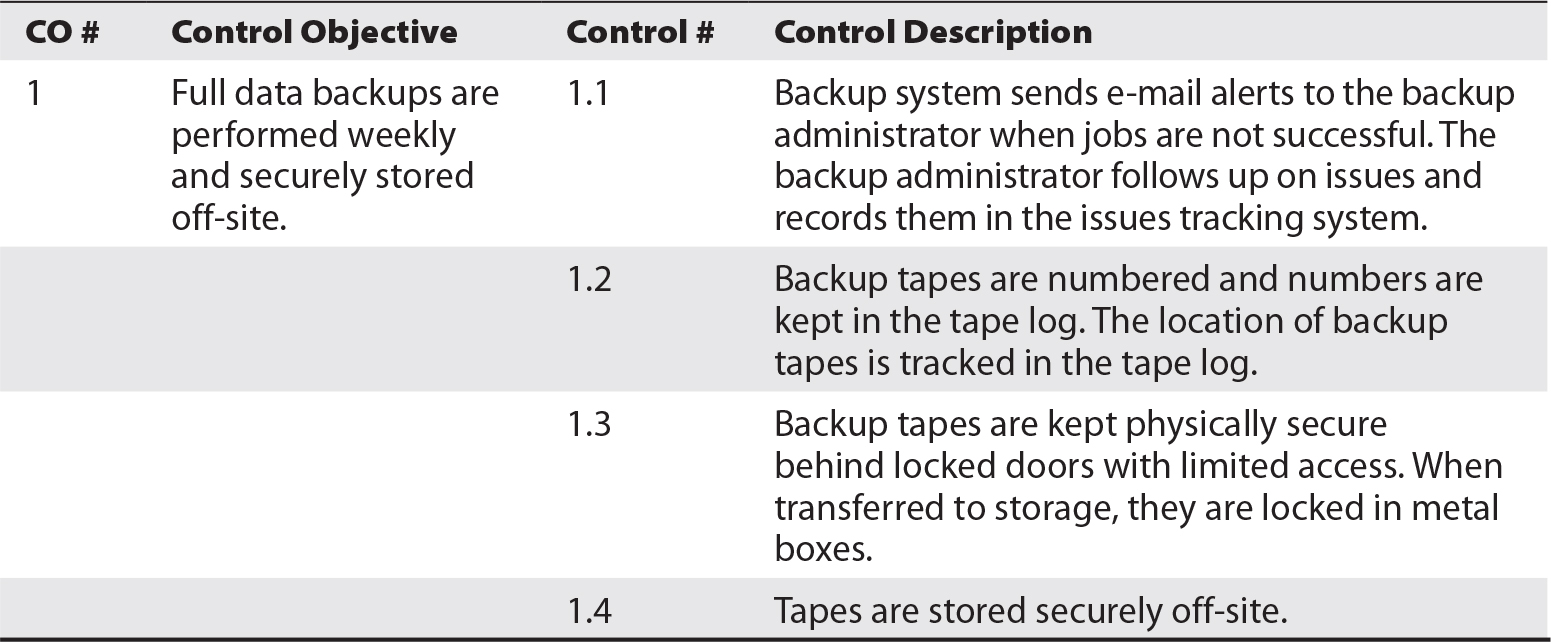 CO # Control Objective Control # Control Description
1 Full data backups are 1.1 Backup system sends e-mail alerts to the backup
performed weekly administrator when jobs are not successful. The
and securely stored backup administrator follows up on issues and
off-site. records them in the issues tracking system.
1.2 Backup tapes are numbered and numbers are
kept in the tape log. The location of backup
tapes is tracked in the tape log.
1.3 Backup tapes are kept physically secure
behind locked doors with limited access. When
transferred to storage, they are locked in metal
boxes.
1.4 Tapes are stored securely off-site.